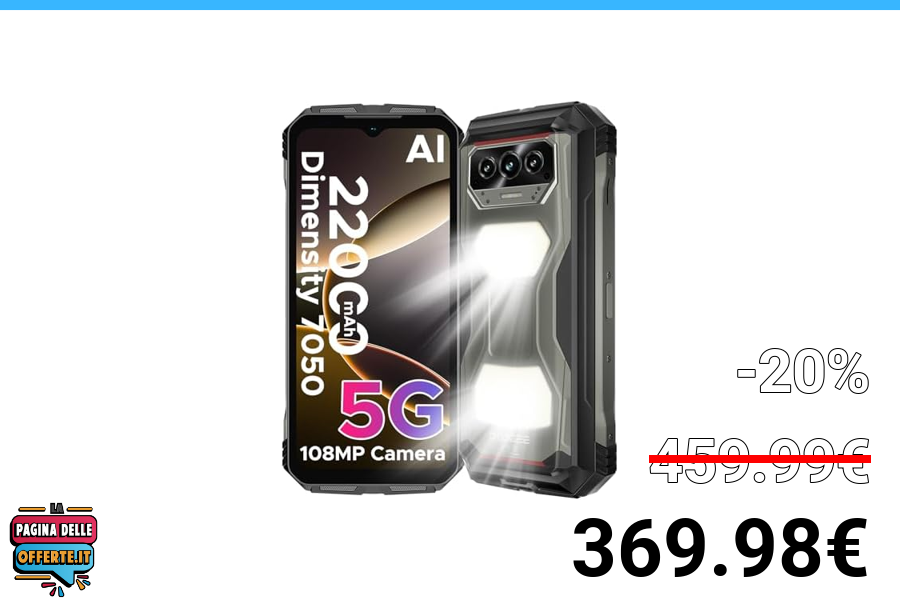 AI
22000
mAh
Dimensity 7050
5G
108MP Camera
-20%
459.99€
369.98€
LA
PAGINA DELLE
OFFERTE.IT